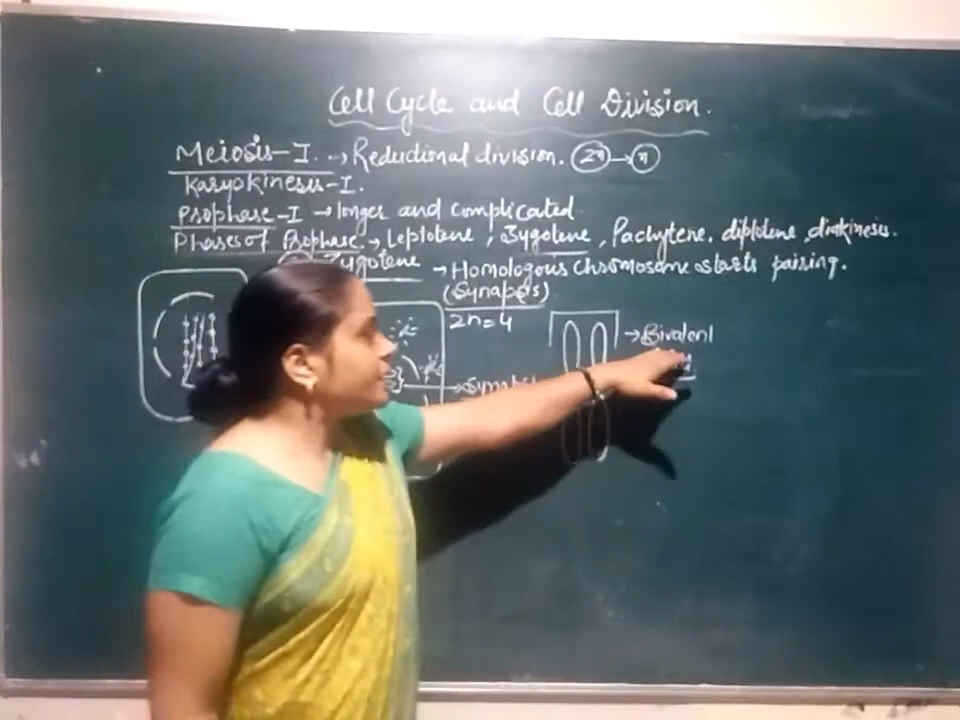 Cell Cycle and Cell Division.
Meiosis-I. → Reductional division. 2n → n
Karyokinesis-I.
Prophase-I → longer and complicated.
Phases of Prophase. → Leptotene, Zygotene, Pachytene. diplotene, diakinesis.
Zygotene → Homologous chromosome starts pairing.
(Synapsis)
2n=4
→ Bivalent